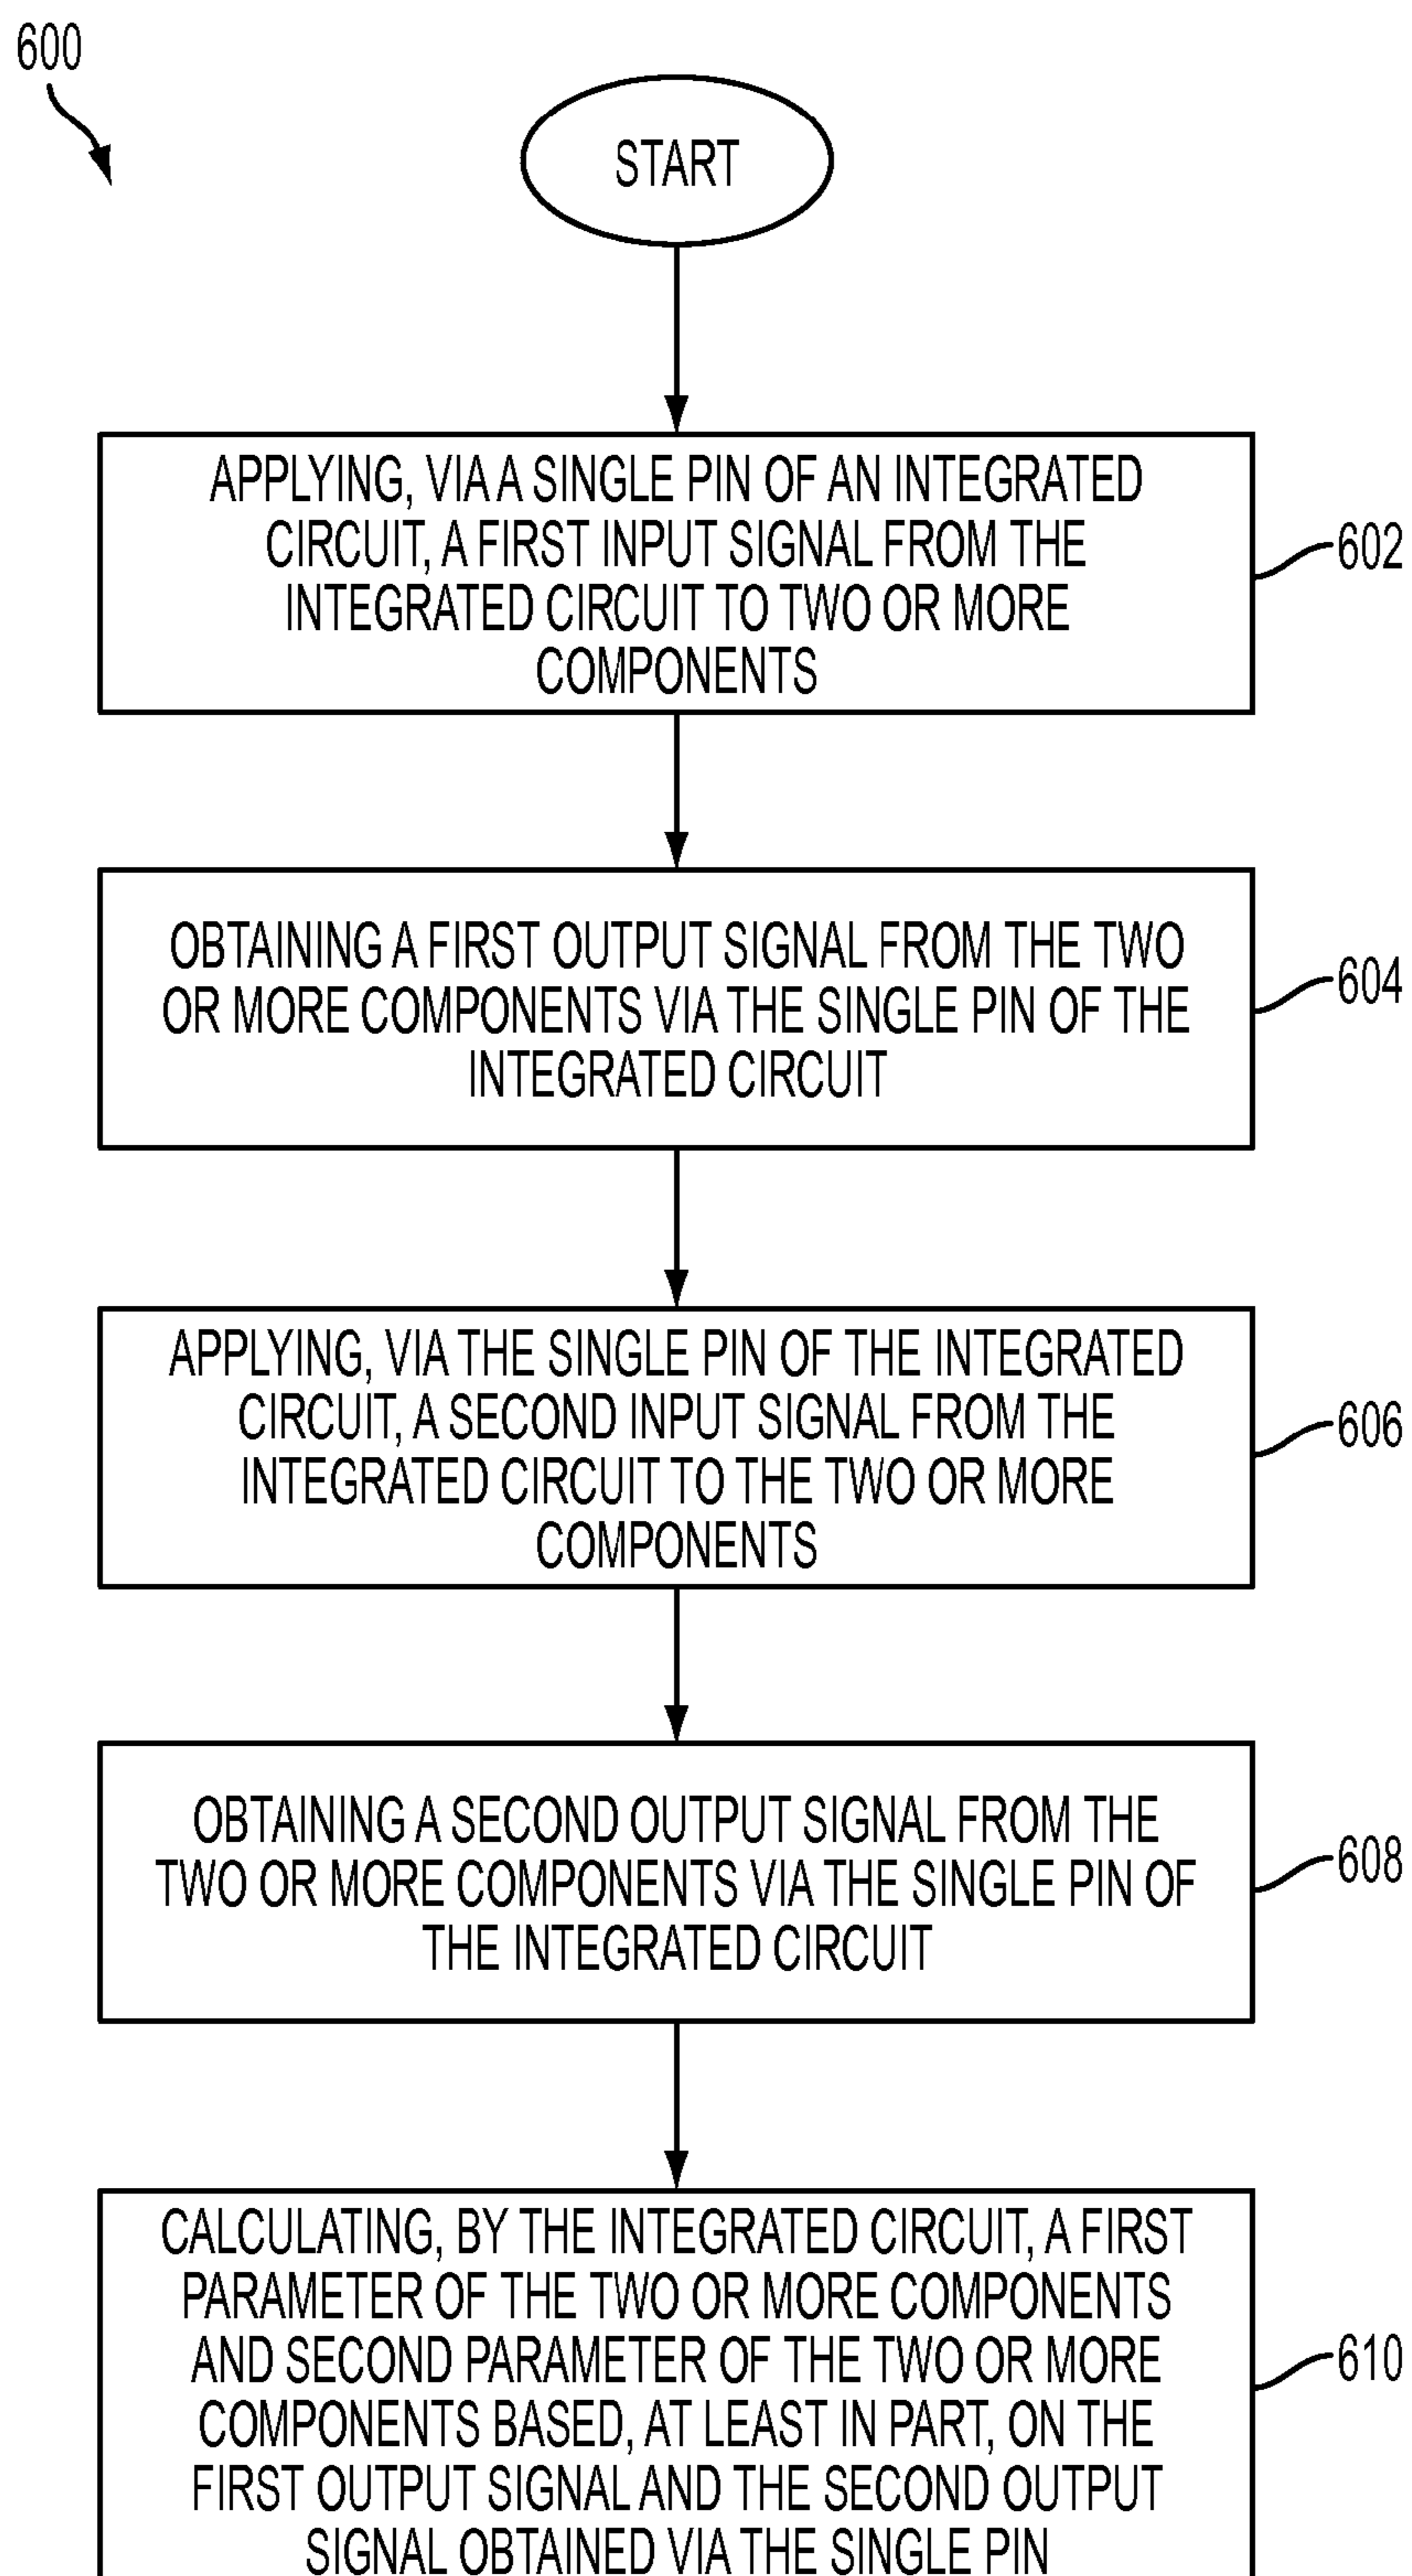 600
START
APPLYING, VIA A SINGLE PIN OF AN INTEGRATED
CIRCUIT, A FIRST INPUT SIGNAL FROM THE
INTEGRATED CIRCUIT TO TWO OR MORE
COMPONENTS
602
OBTAINING A FIRST OUTPUT SIGNAL FROM THE TWO
OR MORE COMPONENTS VIA THE SINGLE PIN OF THE
INTEGRATED CIRCUIT
604
APPLYING, VIA THE SINGLE PIN OF THE INTEGRATED
CIRCUIT, A SECOND INPUT SIGNAL FROM THE
INTEGRATED CIRCUIT TO THE TWO OR MORE
COMPONENTS
606
OBTAINING A SECOND OUTPUT SIGNAL FROM THE
TWO OR MORE COMPONENTS VIA THE SINGLE PIN OF
THE INTEGRATED CIRCUIT
608
CALCULATING, BY THE INTEGRATED CIRCUIT, A FIRST
PARAMETER OF THE TWO OR MORE COMPONENTS
AND SECOND PARAMETER OF THE TWO OR MORE
COMPONENTS BASED, AT LEAST IN PART, ON THE
FIRST OUTPUT SIGNAL AND THE SECOND OUTPUT
SIGNAL OBTAINED VIA THE SINGLE PIN
610